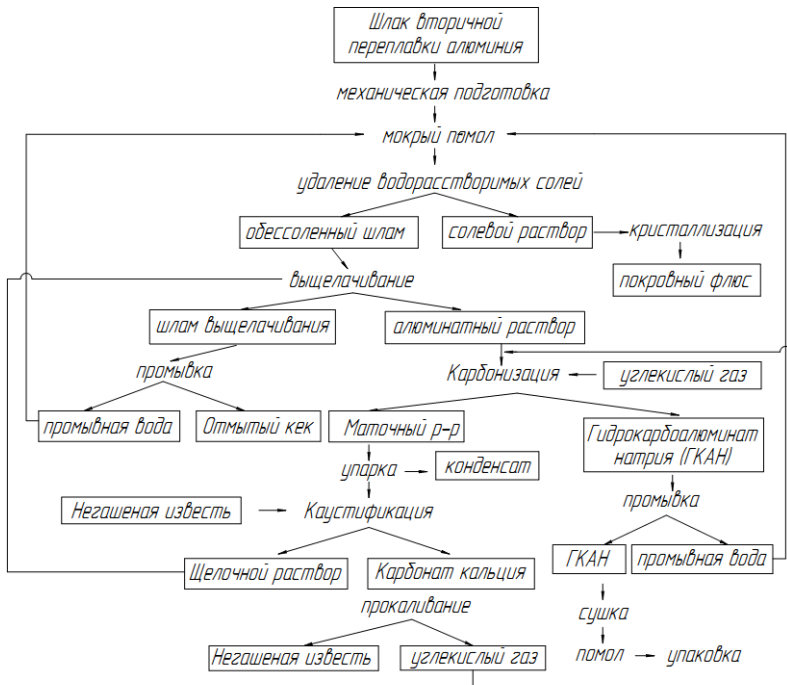 Шлак вторичной
переплавки алюминия
механическая подготовка
мокрый помол
удаление водорасстворимых солей
обессоленный шлам
солевой раствор
кристаллизация
покровный флюс
выщелачивание
шлам выщелачивания
алюминатный раствор
промывка
Карбонизация
углекислый газ
промывная вода
Отмытый кек
Маточный р-р
Гидрокарбоалюминат
натрия (ГКАН)
упарка
конденсат
промывка
Негашеная известь
Каустификация
Щелочной раствор
Карбонат кальция
ГКАН
промывная вода
прокаливание
сушка
Негашеная известь
углекислый газ
помол
упаковка